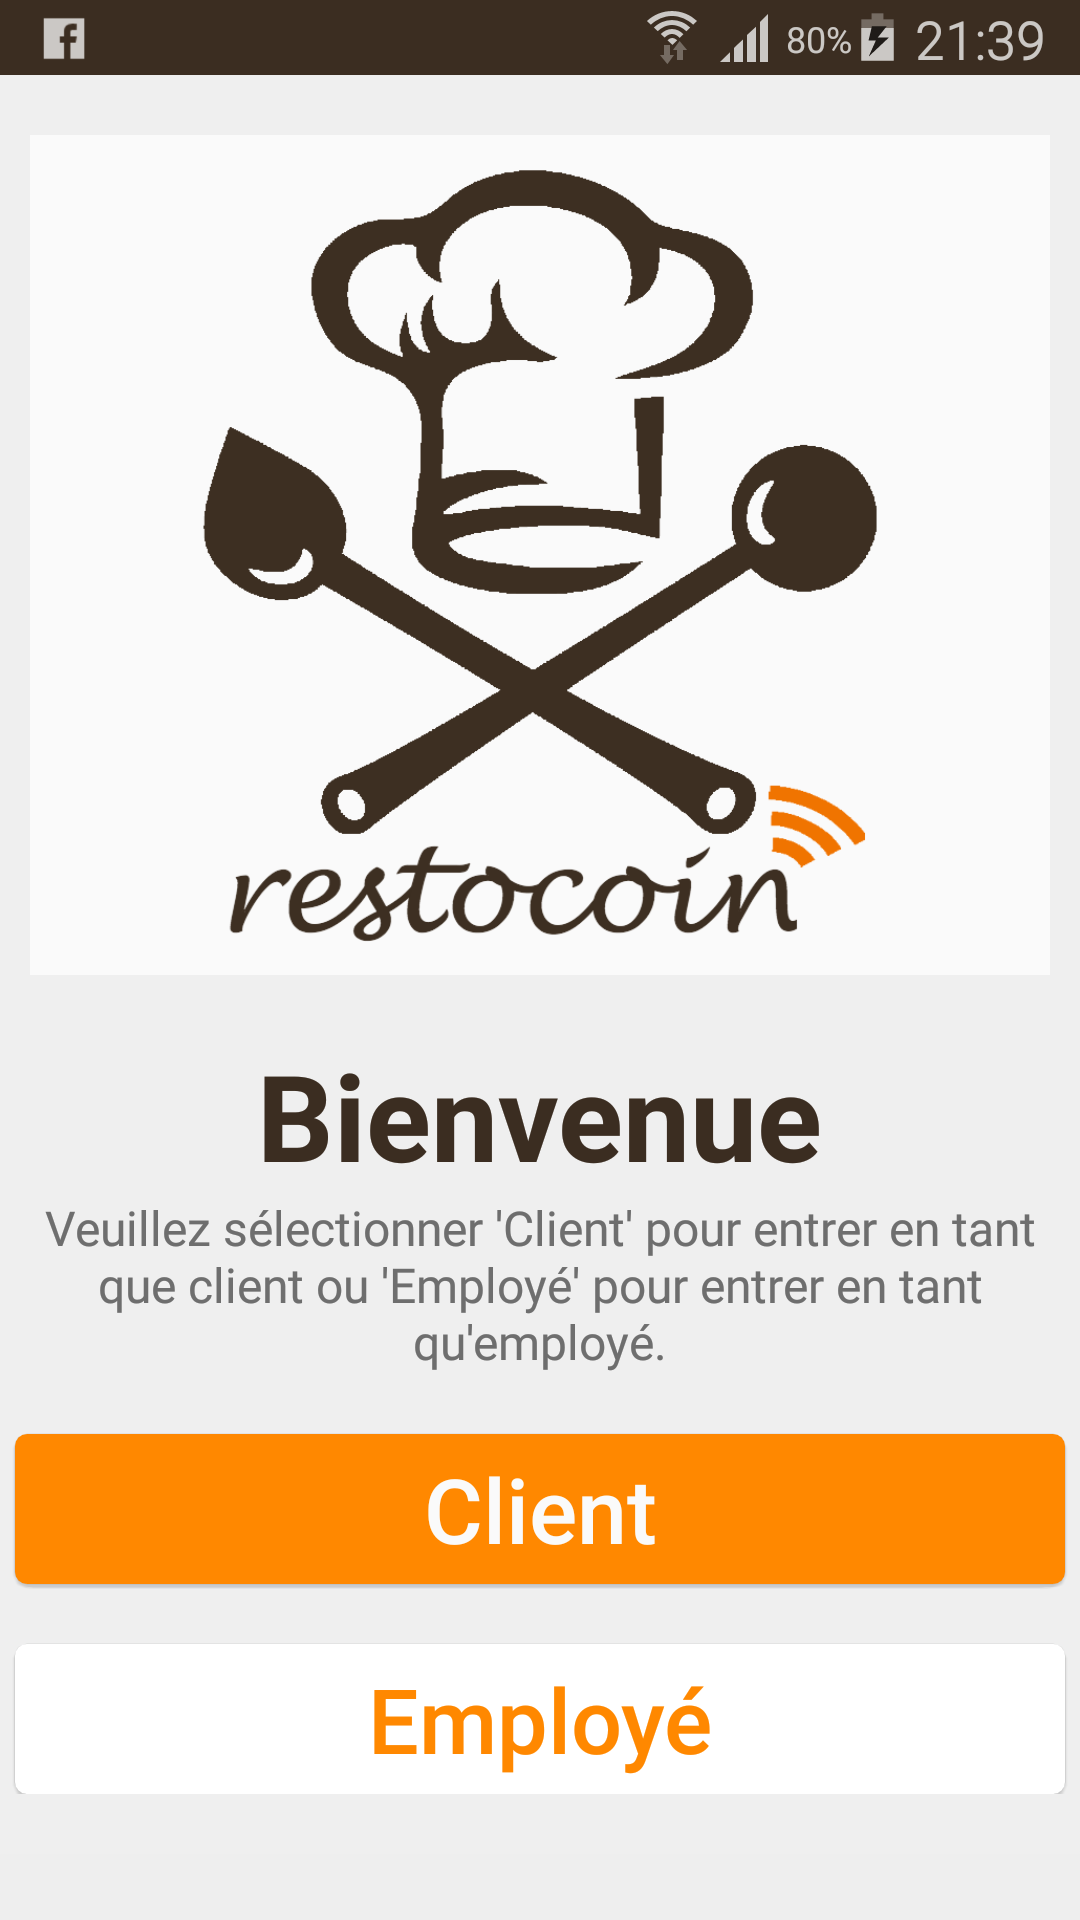 80% 21:39
restocoin
Bienvenue
Veuillez sélectionner 'Client' pour entrer en tant
que client ou 'Employé' pour entrer en tant
qu'employé.
Client
Employé